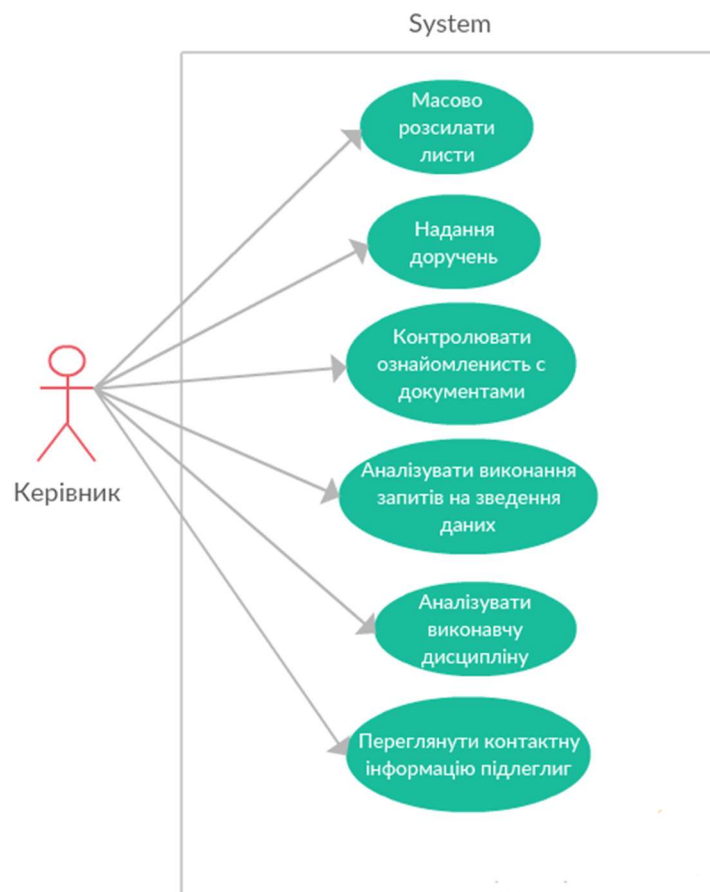 System
Масово
розсилати
листи
Надання
доручень
Контролювати
ознайомленисть с
документами
Керівник
Аналізувати виконання
запитів на зведення
даних
Аналізувати
виконавчу
дисципліну
Переглянути контактну
інформацію підлеглиг